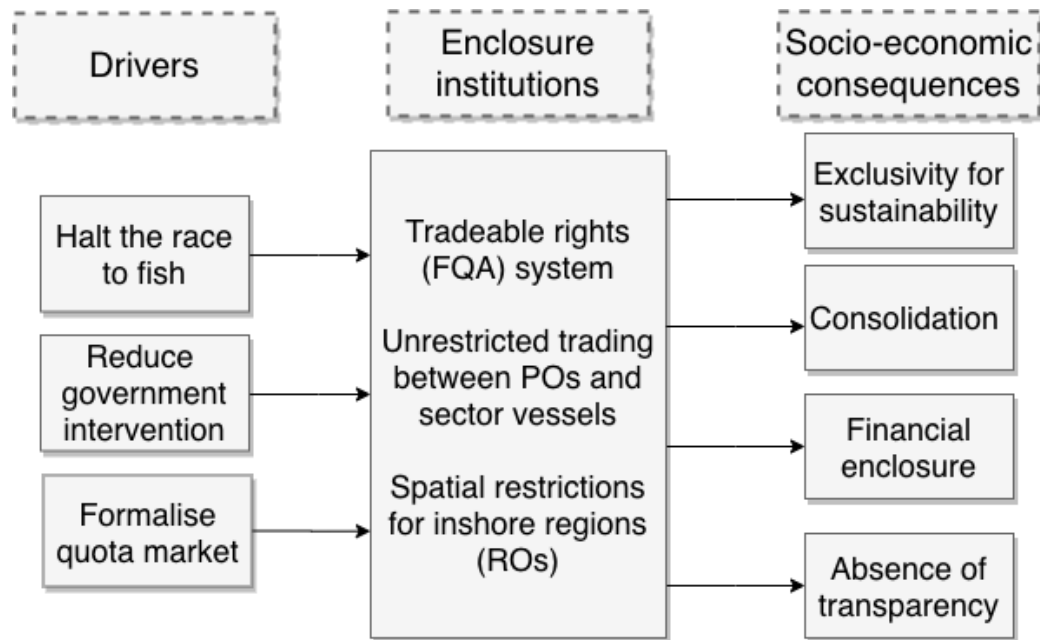 Drivers
Enclosure
institutions
Socio-economic
consequences
Halt the race
to fish
Reduce
government
intervention
Formalise
quota market
Tradeable rights
(FQA) system
Unrestricted trading
between POs and
sector vessels
Spatial restrictions
for inshore regions
(ROs)
Exclusivity for
sustainability
Consolidation
Financial
enclosure
Absence of
transparency